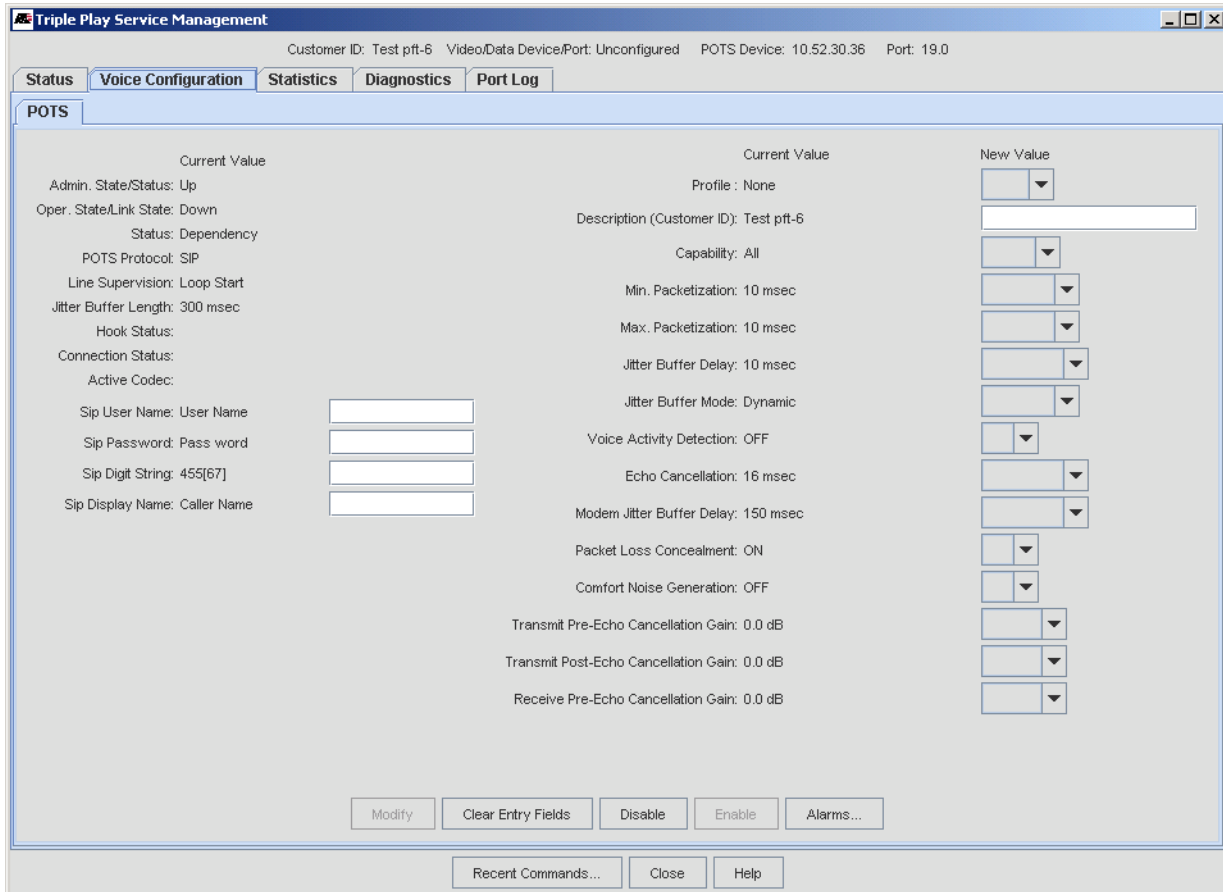 Triple Play Service Management
Customer ID: Test pft-6 Video/Data Device/Port: Unconfigured POTS Device: 10.52.30.36 Port: 19.0
Status Voice Configuration Statistics Diagnostics Port Log
POTS
Current Value
Admin. State/Status: Up
Oper. State/Link State: Down
Status: Dependency
POTS Protocol: SIP
Line Supervision: Loop Start
Jitter Buffer Length: 300 msec
Hook Status:
Connection Status:
Active Codec:
Sip User Name: User Name
Sip Password: Pass word
Sip Digit String: 455[67]
Sip Display Name: Caller Name
Current Value New Value
Profile : None
Description (Customer ID): Test pft-6
Capability: All
Min. Packetization: 10 msec
Max. Packetization: 10 msec
Jitter Buffer Delay: 10 msec
Jitter Buffer Mode: Dynamic
Voice Activity Detection: OFF
Echo Cancellation: 16 msec
Modem Jitter Buffer Delay: 150 msec
Packet Loss Concealment: ON
Comfort Noise Generation: OFF
Transmit Pre-Echo Cancellation Gain: 0.0 dB
Transmit Post-Echo Cancellation Gain: 0.0 dB
Receive Pre-Echo Cancellation Gain: 0.0 dB
Modify Clear Entry Fields Disable Enable Alarms...
Recent Commands... Close Help